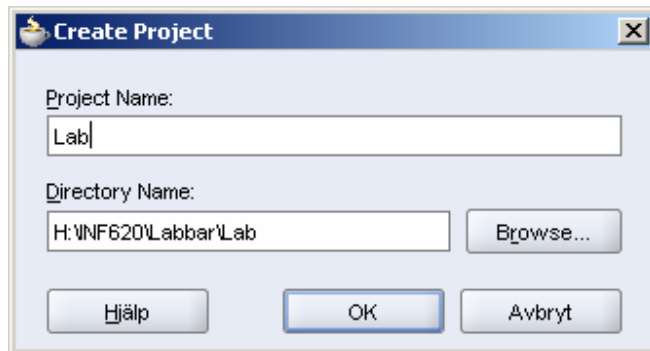 Create Project
Project Name:
Lab
Directory Name:
H:\INF620\Labbar\Lab
Browse...
Hjälp OK Avbryt